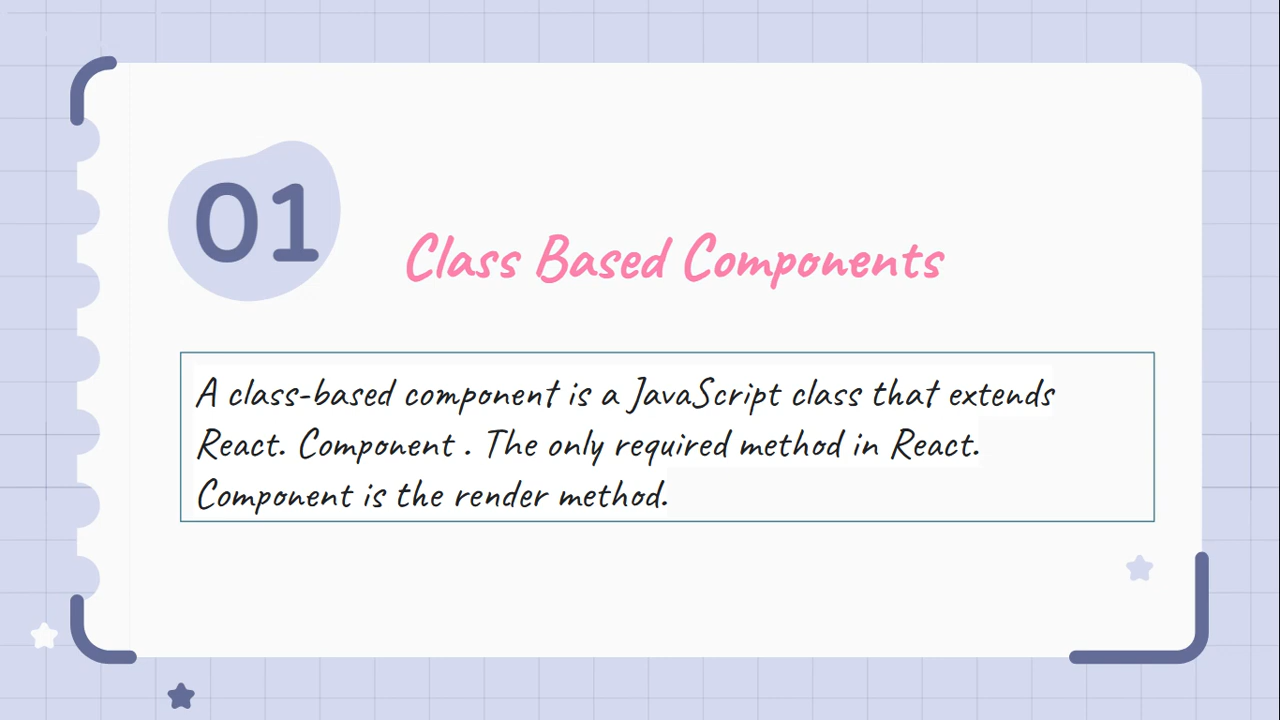 01
Class Based Components
A class-based component is a JavaScript class that extends
React. Component . The only required method in React.
Component is the render method.